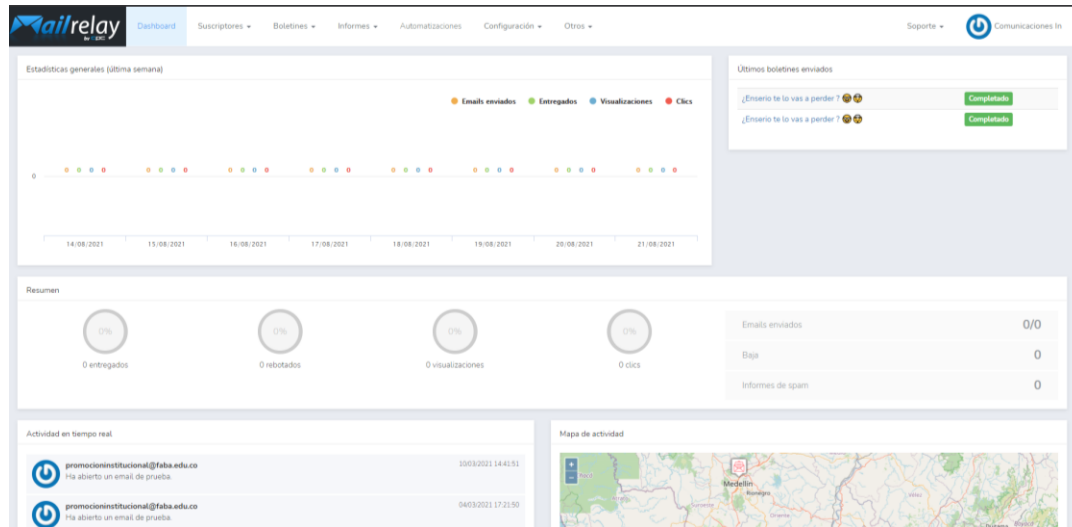 Mailrelay
Dashboard Suscriptores Boletines Informes Automatizaciones Configuración Otros Soporte Comunicaciones In
Estadísticas generales (última semana)
Emails enviados Entregados Visualizaciones Clics
0 0 0 0 0 0 0 0 0 0 0 0 0 0 0 0 0 0 0 0 0 0 0 0 0 0 0 0 0 0 0 0 0
14/08/2021 15/08/2021 16/08/2021 17/08/2021 18/08/2021 19/08/2021 20/08/2021 21/08/2021
Últimos boletines enviados
¿Enserio te lo vas a perder ? Completado
¿Enserio te lo vas a perder ? Completado
Resumen
0% 0% 0% 0%
0 entregados 0 rebotados 0 visualizaciones 0 clics
Emails enviados 0/0
Baja 0
Informes de spam 0
Actividad en tiempo real
promocioninstitucional@faba.edu.co 10/03/2021 14:41:51
Ha abierto un email de prueba.
promocioninstitucional@faba.edu.co 04/03/2021 17:21:50
Ha abierto un email de prueba.
Mapa de actividad
+
−
Medellín
Rionegro